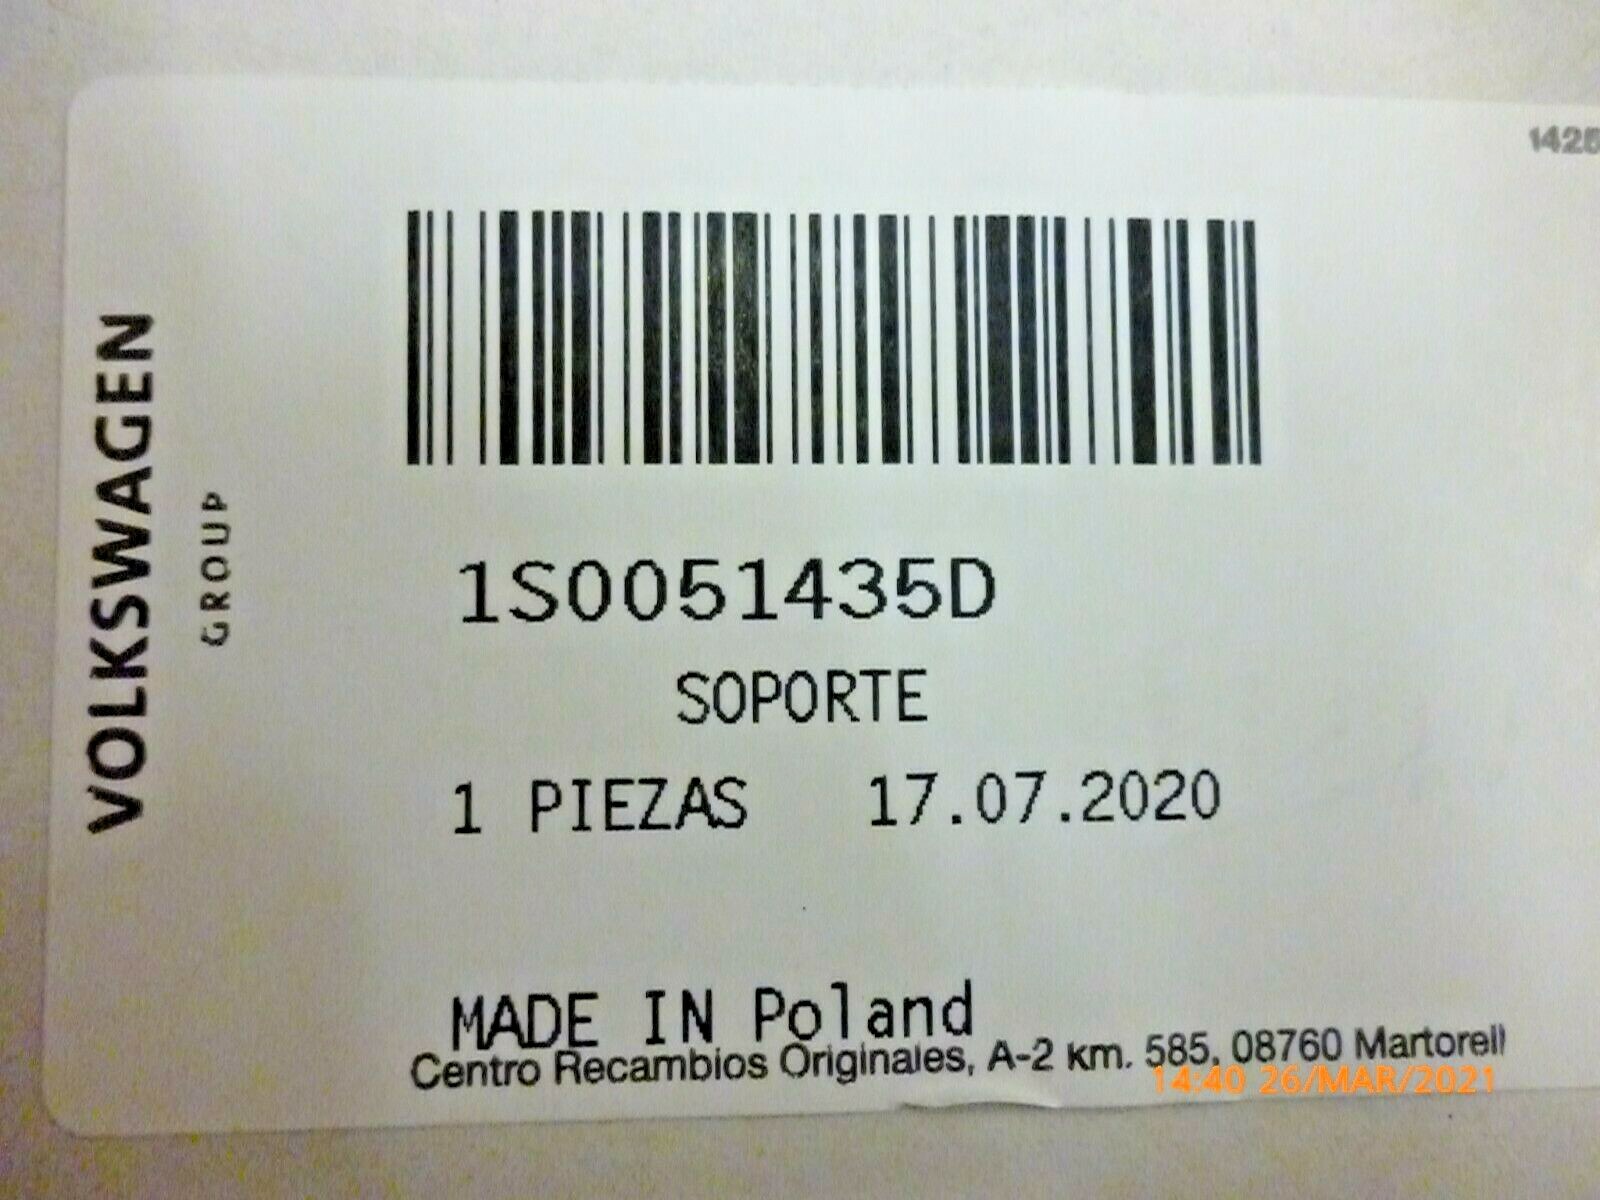 1425
VOLKSWAGEN
GROUP
1S0051435D
SOPORTE
1 PIEZAS 17.07.2020
MADE IN Poland
Centro Recambios Originales, A-2 km. 585, 08760 Martorell
14:40 26/MAR/2021